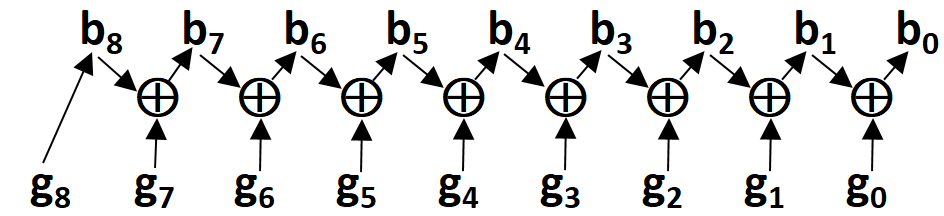 b₈ b₇ b₆ b₅ b₄ b₃ b₂ b₁ b₀
⊕ ⊕ ⊕ ⊕ ⊕ ⊕ ⊕ ⊕
g₈ g₇ g₆ g₅ g₄ g₃ g₂ g₁ g₀